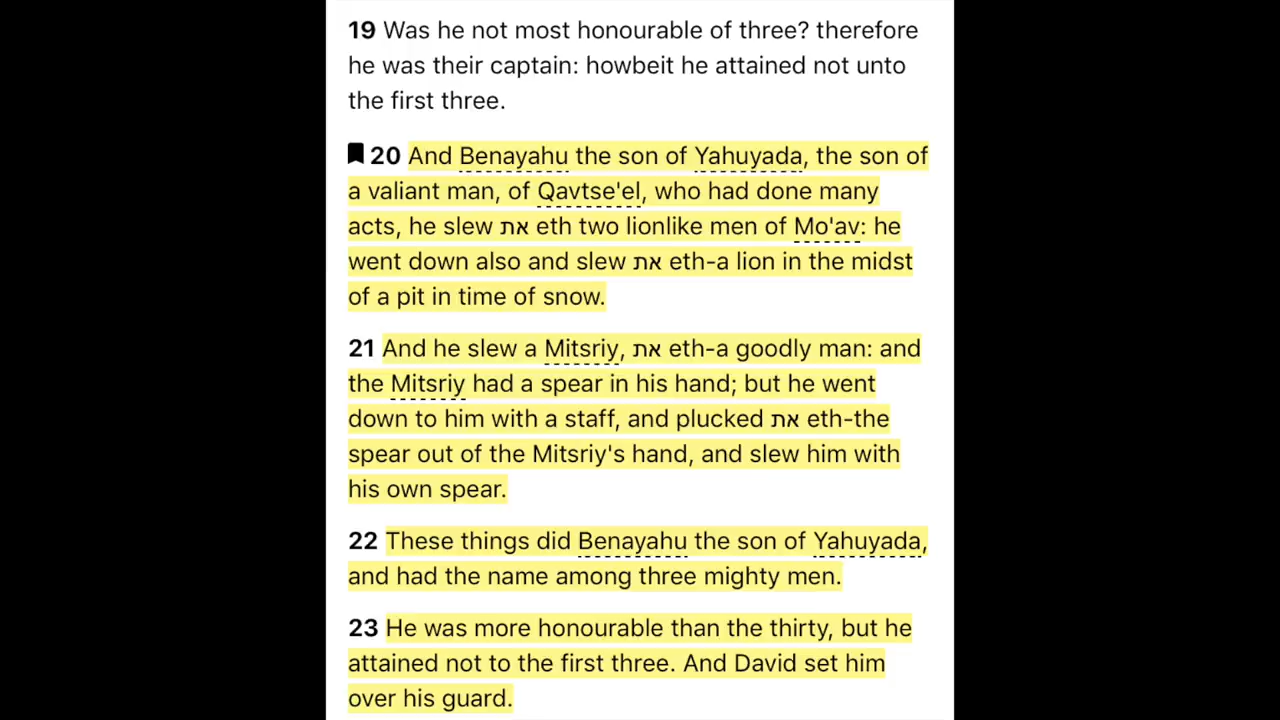 19 Was he not most honourable of three? therefore
he was their captain: howbeit he attained not unto
the first three.
20 And Benayahu the son of Yahuyada, the son of
a valiant man, of Qavtse'el, who had done many
acts, he slew את eth two lionlike men of Mo'av: he
went down also and slew את eth-a lion in the midst
of a pit in time of snow.
21 And he slew a Mitsriy, את eth-a goodly man: and
the Mitsriy had a spear in his hand; but he went
down to him with a staff, and plucked את eth-the
spear out of the Mitsriy's hand, and slew him with
his own spear.
22 These things did Benayahu the son of Yahuyada,
and had the name among three mighty men.
23 He was more honourable than the thirty, but he
attained not to the first three. And David set him
over his guard.